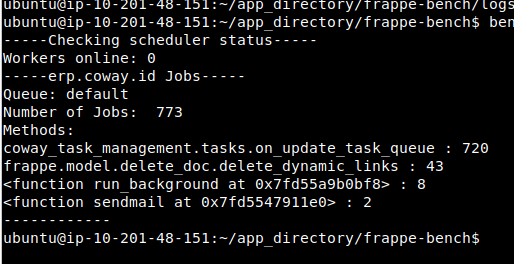 ubuntu@ip-10-201-48-151:~/app_directory/frappe-bench/logs
ubuntu@ip-10-201-48-151:~/app_directory/frappe-bench$ ben
-----Checking scheduler status-----
Workers online: 0
-----erp.coway.id Jobs-----
Queue: default
Number of Jobs:  773
Methods:
coway_task_management.tasks.on_update_task_queue : 720
frappe.model.delete_doc.delete_dynamic_links : 43
<function run_background at 0x7fd55a9b0bf8> : 8
<function sendmail at 0x7fd5547911e0> : 2
------------
ubuntu@ip-10-201-48-151:~/app_directory/frappe-bench$